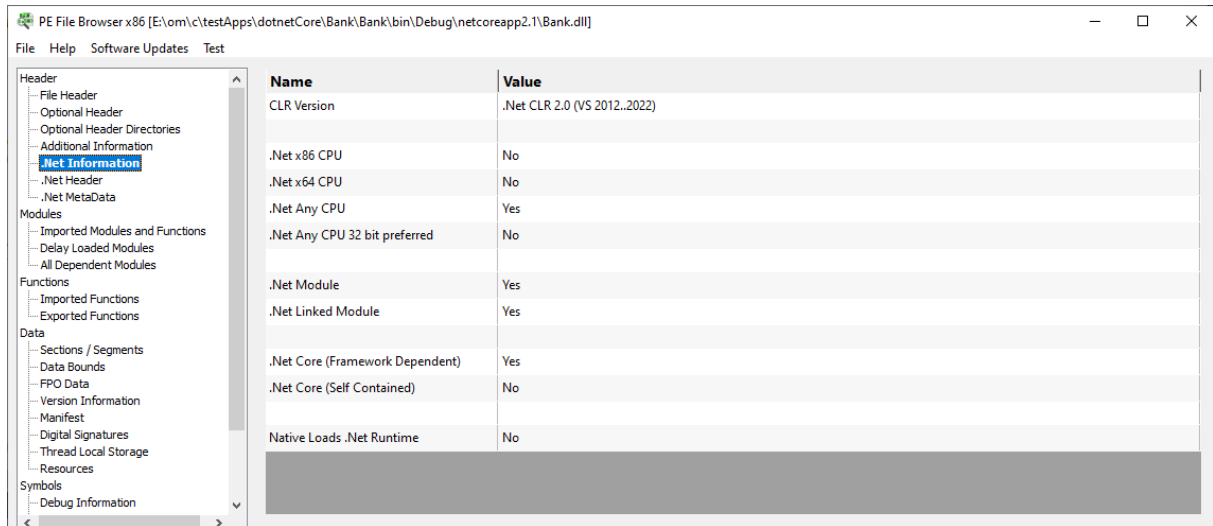 PE File Browser x86 [E:\om\c\testApps\dotnetCore\Bank\Bank\bin\Debug\netcoreapp2.1\Bank.dll]
File Help Software Updates Test
Header
File Header
Optional Header
Optional Header Directories
Additional Information
.Net Information
.Net Header
.Net MetaData
Modules
Imported Modules and Functions
Delay Loaded Modules
All Dependent Modules
Functions
Imported Functions
Exported Functions
Data
Sections / Segments
Data Bounds
FPO Data
Version Information
Manifest
Digital Signatures
Thread Local Storage
Resources
Symbols
Debug Information
Name Value
CLR Version .Net CLR 2.0 (VS 2012..2022)
.Net x86 CPU No
.Net x64 CPU No
.Net Any CPU Yes
.Net Any CPU 32 bit preferred No
.Net Module Yes
.Net Linked Module Yes
.Net Core (Framework Dependent) Yes
.Net Core (Self Contained) No
Native Loads .Net Runtime No